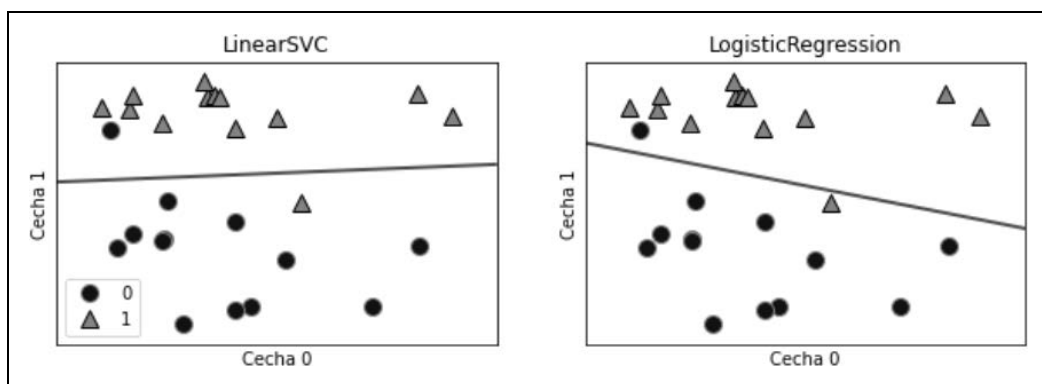 LinearSVC
Cecha 1
0
1
Cecha 0
LogisticRegression
Cecha 1
Cecha 0